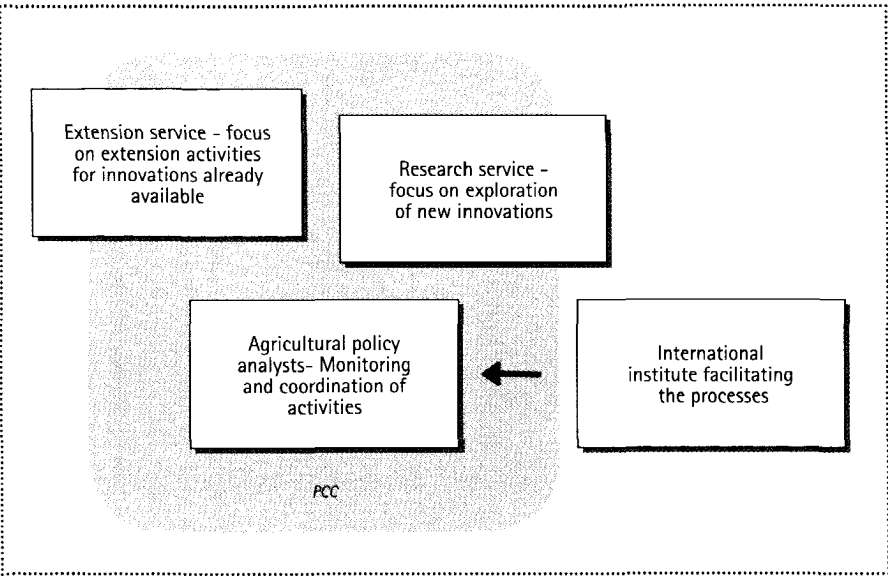 Extension service - focus
on extension activities
for innovations already
available
Research service -
focus on exploration
of new innovations
Agricultural policy
analysts- Monitoring
and coordination of
activities
International
institute facilitating
the processes
PCC